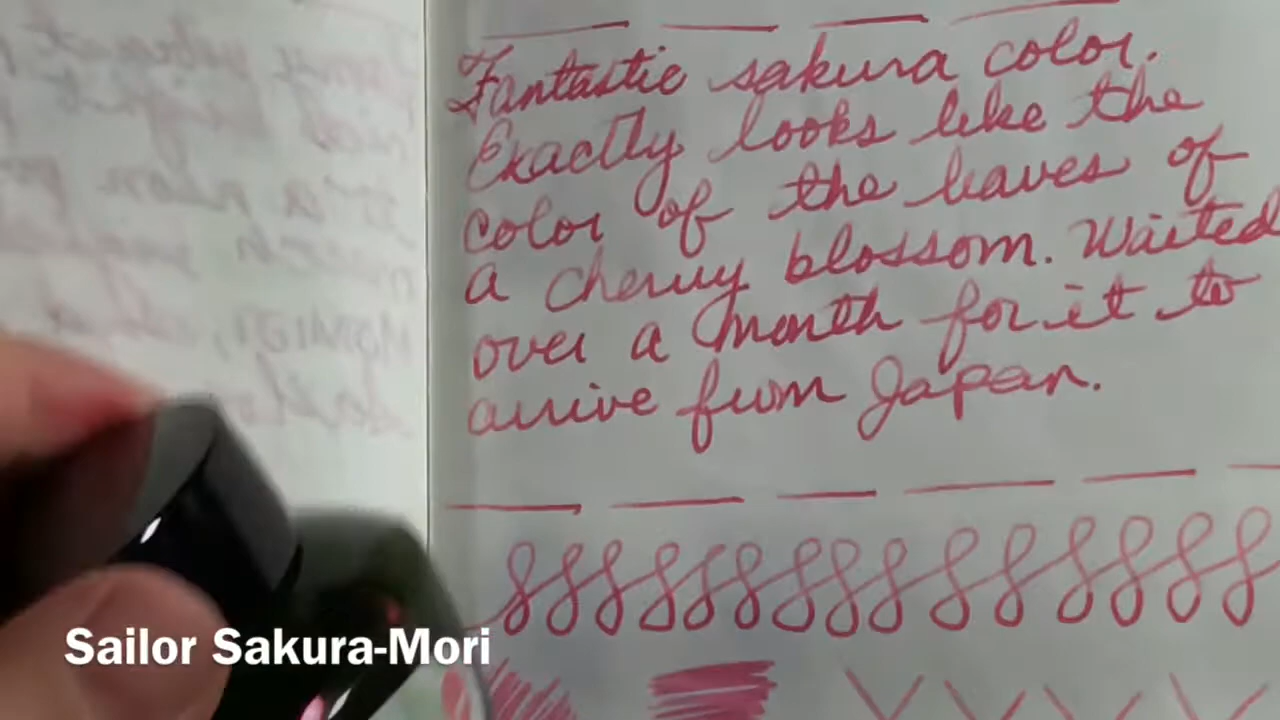 Fantastic sakura color.
Exactly looks like the
color of the leaves of
a cherry blossom. Waited
over a month for it to
arrive from Japan.
Sailor Sakura-Mori